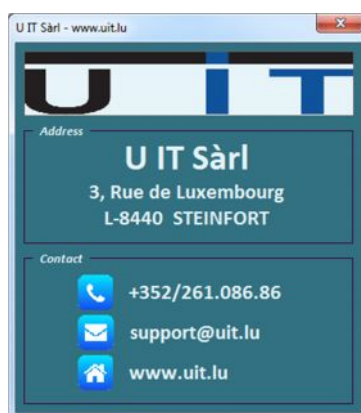 U IT Sàrl - www.uit.lu
U IT
Address
U IT Sàrl
3, Rue de Luxembourg
L-8440 STEINFORT
Contact
+352/261.086.86
support@uit.lu
www.uit.lu